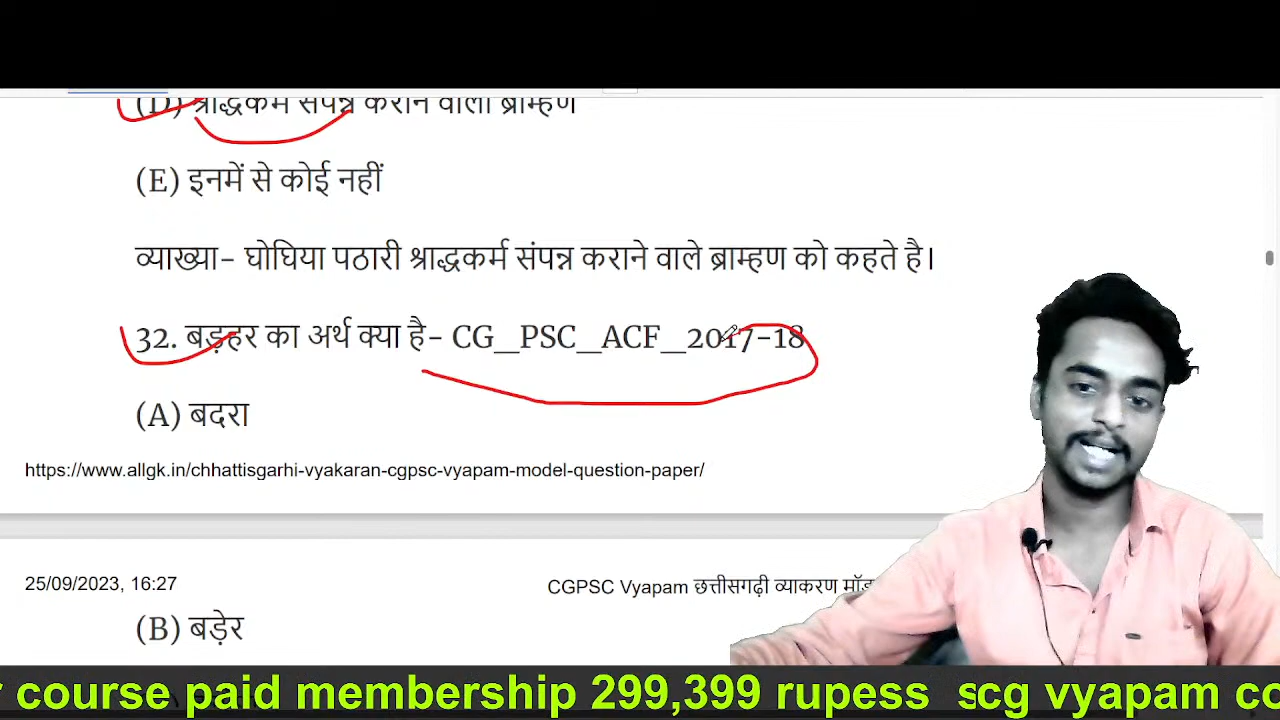 (D) श्राद्धकर्म संपन्न कराने वाला ब्राम्हण
(E) इनमें से कोई नहीं
व्याख्या- घोघिया पठारी श्राद्धकर्म संपन्न कराने वाले ब्राम्हण को कहते है।
32. बड़हर का अर्थ क्या है- CG_PSC_ACF_2017-18
(A) बदरा
https://www.allgk.in/chhattisgarhi-vyakaran-cgpsc-vyapam-model-question-paper/
25/09/2023, 16:27
CGPSC Vyapam छत्तीसगढ़ी व्याकरण मॉड
(B) बड़ेर
r course paid membership 299,399 rupess scg vyapam co